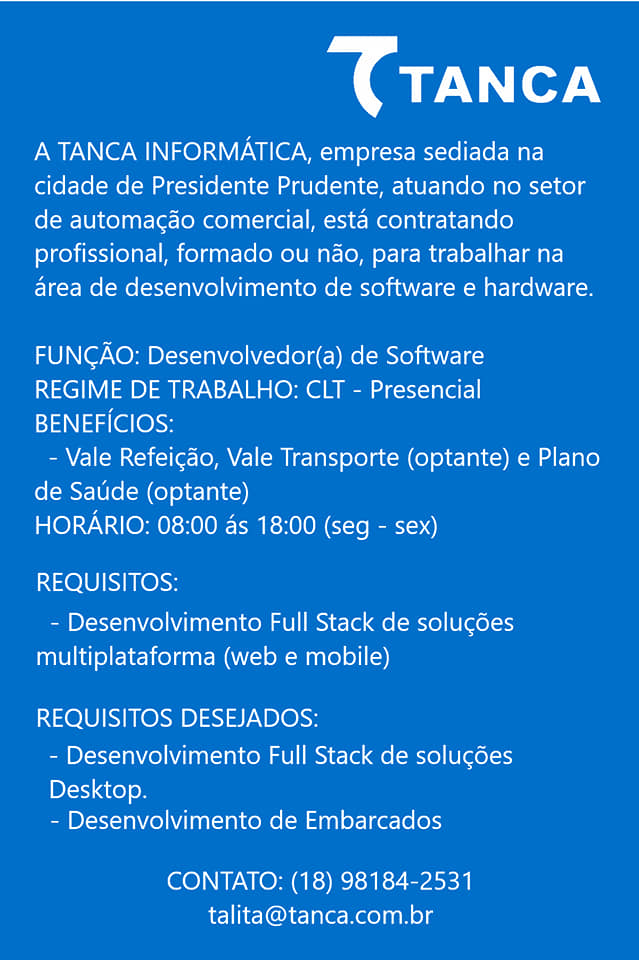 TANCA
A TANCA INFORMÁTICA, empresa sediada na
cidade de Presidente Prudente, atuando no setor
de automação comercial, está contratando
profissional, formado ou não, para trabalhar na
área de desenvolvimento de software e hardware.
FUNÇÃO: Desenvolvedor(a) de Software
REGIME DE TRABALHO: CLT - Presencial
BENEFÍCIOS:
- Vale Refeição, Vale Transporte (optante) e Plano
de Saúde (optante)
HORÁRIO: 08:00 ás 18:00 (seg - sex)
REQUISITOS:
- Desenvolvimento Full Stack de soluções
multiplataforma (web e mobile)
REQUISITOS DESEJADOS:
- Desenvolvimento Full Stack de soluções
Desktop.
- Desenvolvimento de Embarcados
CONTATO: (18) 98184-2531
talita@tanca.com.br